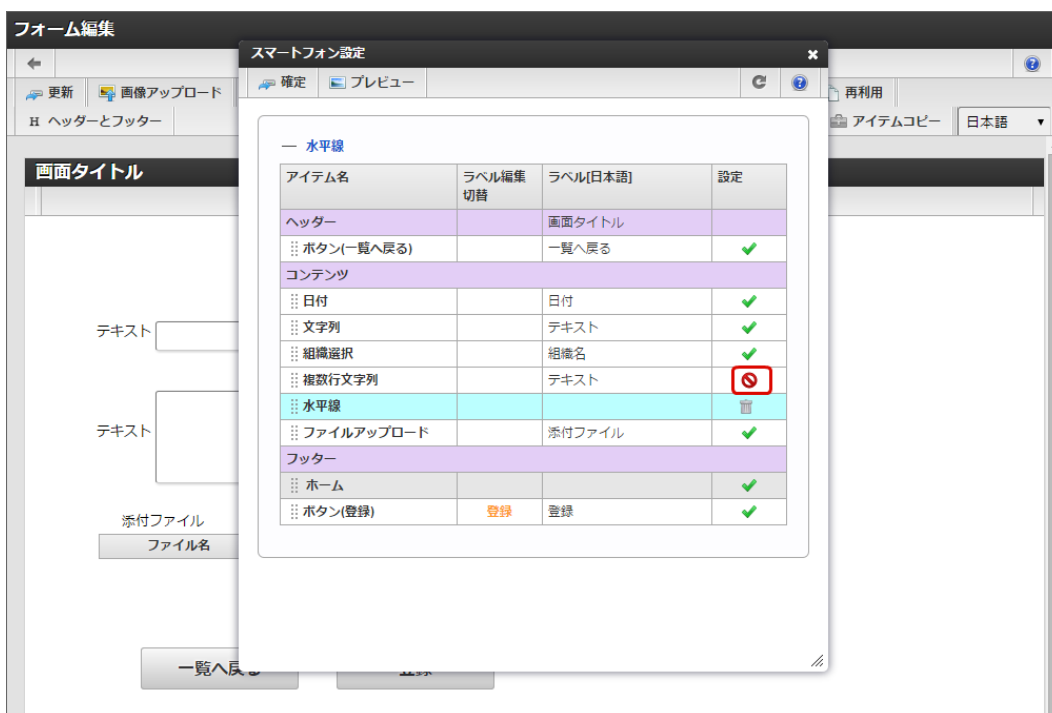 フォーム編集
スマートフォン設定
確定 プレビュー
更新 画像アップロード 再利用
H ヘッダーとフッター アイテムコピー 日本語
画面タイトル
水平線
アイテム名 ラベル編集切替 ラベル[日本語] 設定
ヘッダー 画面タイトル
ボタン(一覧へ戻る) 一覧へ戻る
コンテンツ
日付 日付
文字列 テキスト
組織選択 組織名
複数行文字列 テキスト
水平線
ファイルアップロード 添付ファイル
フッター
ホーム
ボタン(登録) 登録 登録
テキスト
テキスト
添付ファイル
ファイル名
一覧へ戻る 登録